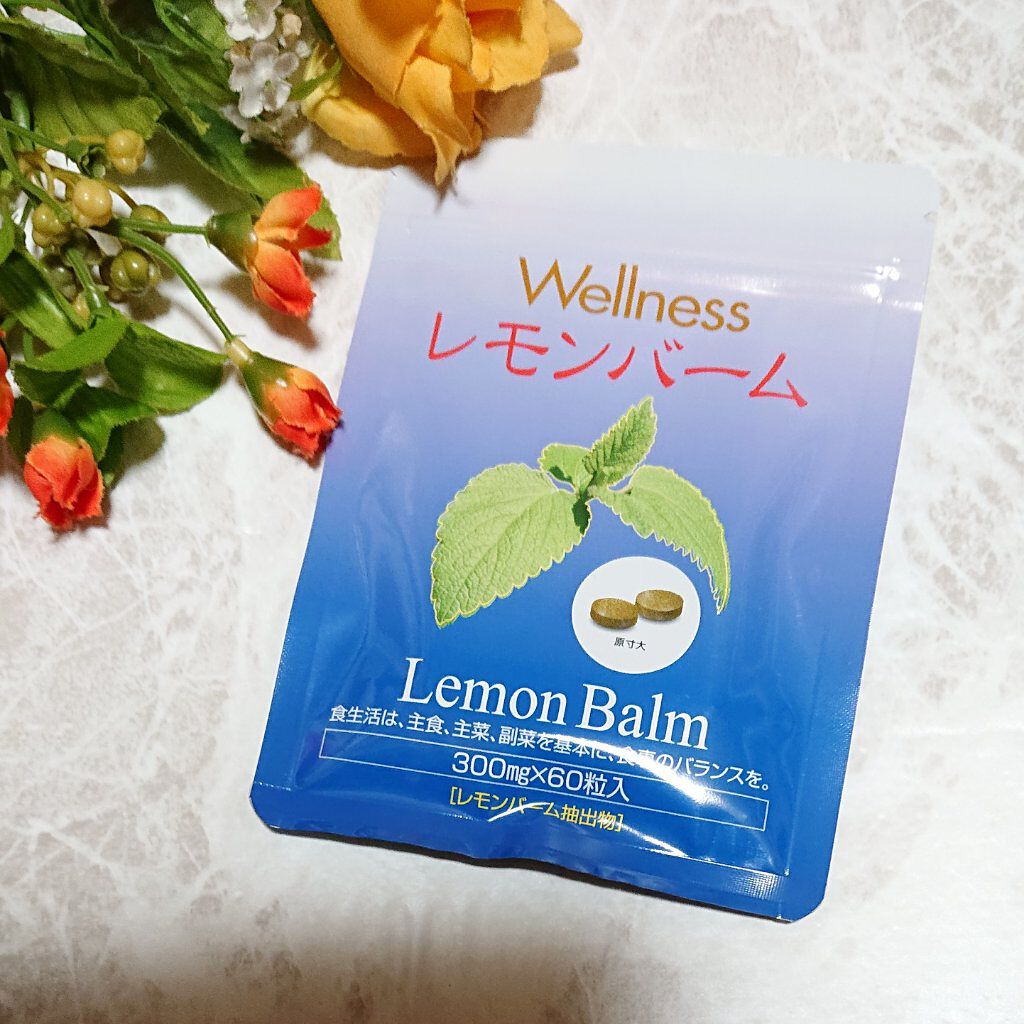 Wellness
レモンバーム
原寸大
Lemon Balm
食生活は、主食、主菜、副菜を基本に、食事のバランスを。
300㎎×60粒入
[レモンバーム抽出物]